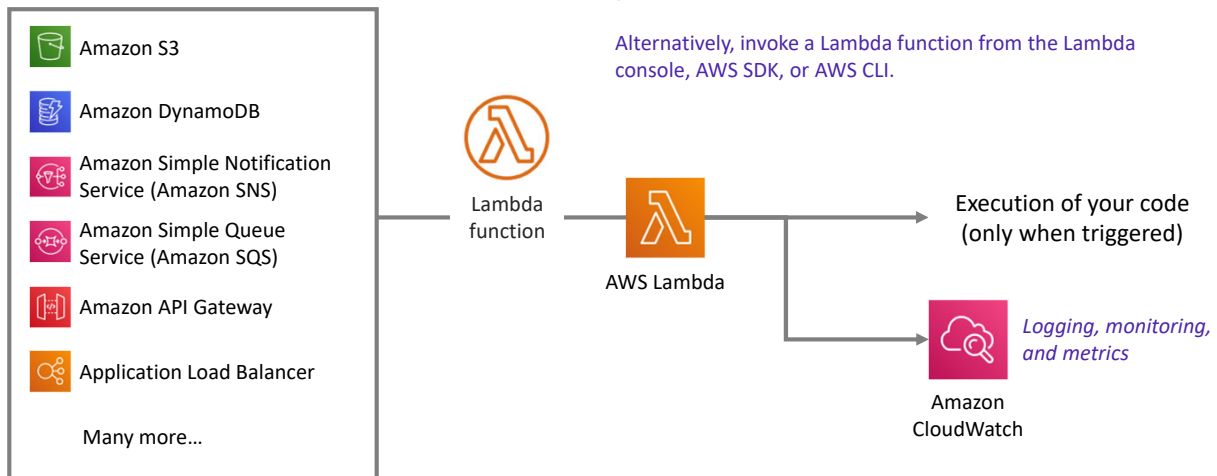 Amazon S3
Amazon DynamoDB
Amazon Simple Notification
Service (Amazon SNS)
Amazon Simple Queue
Service (Amazon SQS)
Amazon API Gateway
Application Load Balancer
Many more…
Alternatively, invoke a Lambda function from the Lambda
console, AWS SDK, or AWS CLI.
Lambda
function
AWS Lambda
Execution of your code
(only when triggered)
Logging, monitoring,
and metrics
Amazon
CloudWatch